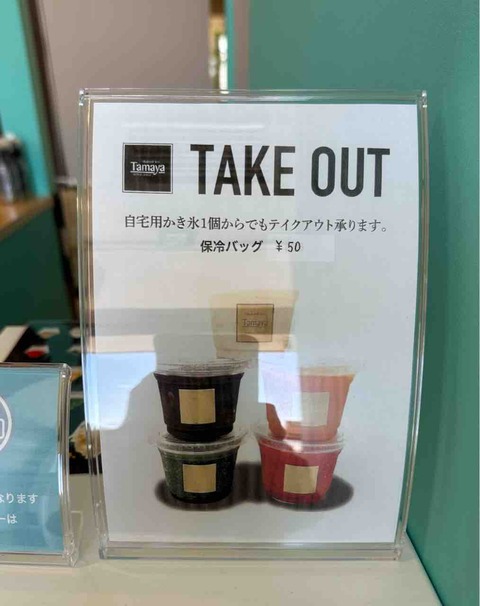 Tamaya
TAKE OUT
自宅用かき氷1個からでもテイクアウト承ります。
保冷バッグ ¥50
Tamaya
なります
ーは